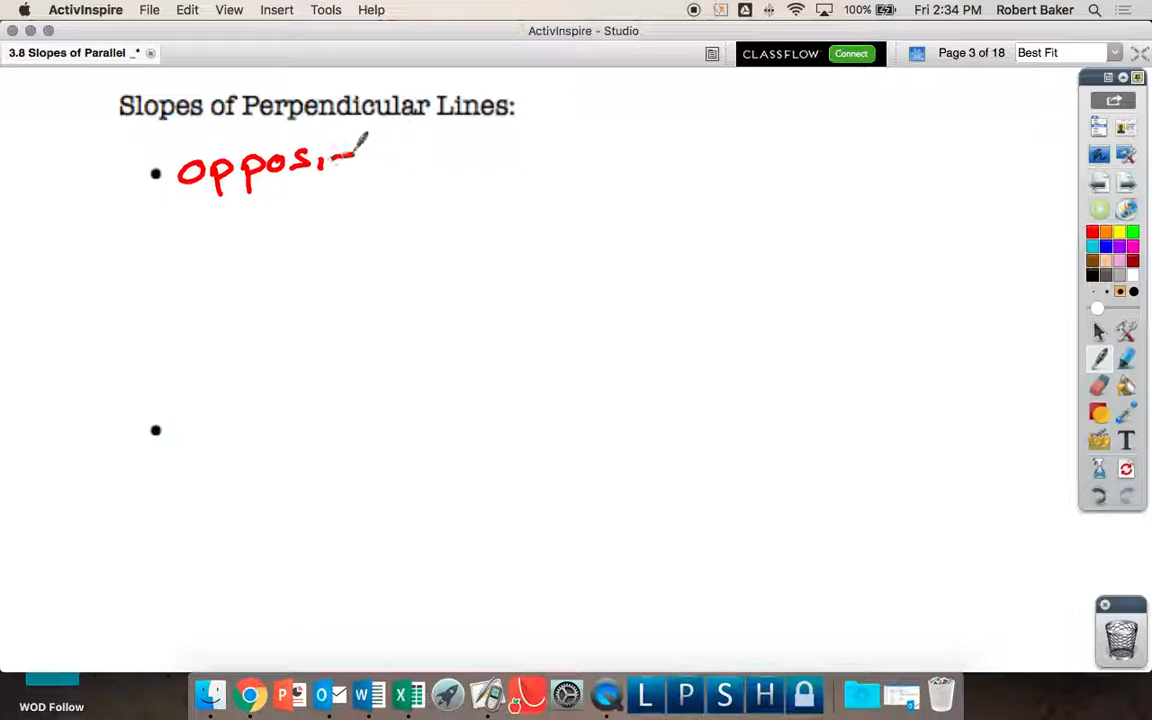 ActivInspire File Edit View Insert Tools Help 100% Fri 2:34 PM Robert Baker
ActivInspire - Studio
3.8 Slopes of Parallel _* CLASSFLOW Connect Page 3 of 18 Best Fit
Slopes of Perpendicular Lines:
• opposi
•
T
L P S H
WOD Follow